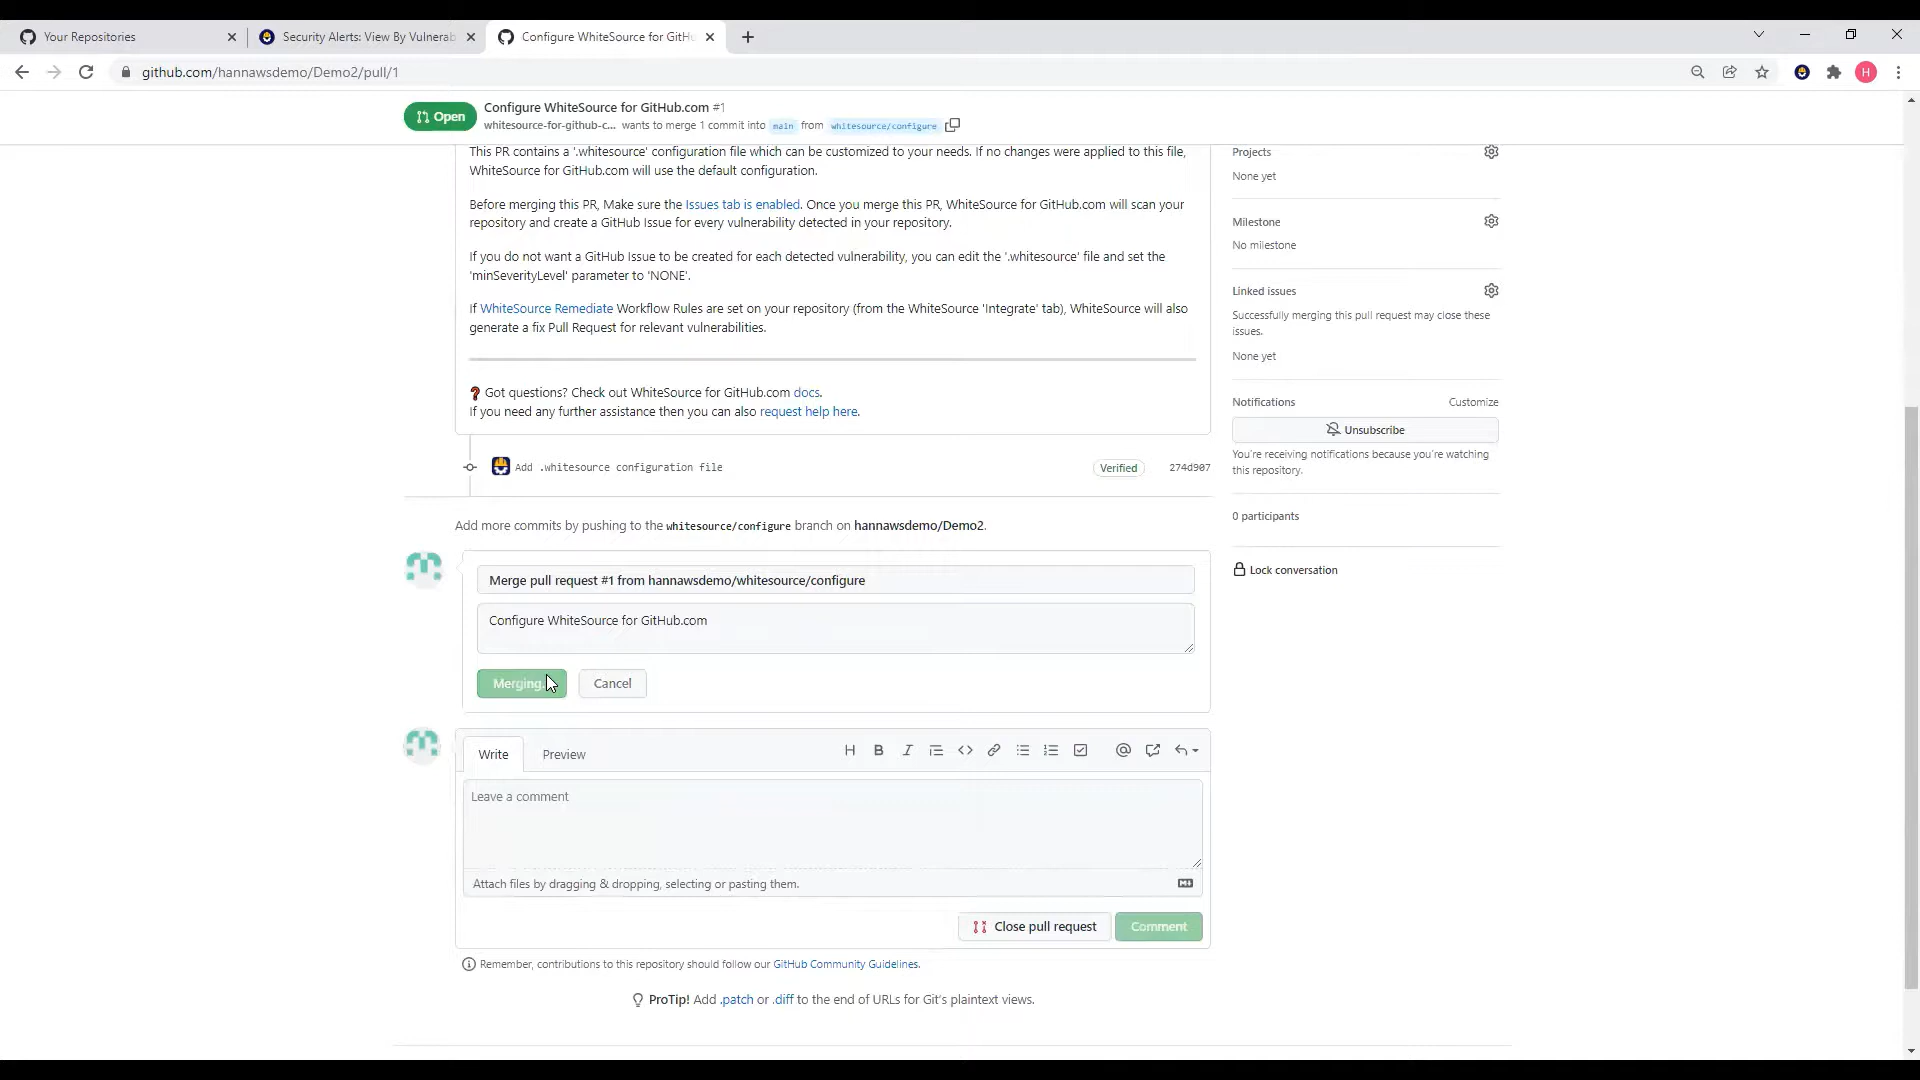 Your Repositories
Security Alerts: View By Vulnerab
Configure WhiteSource for GitHu
github.com/hannawsdemo/Demo2/pull/1
H
Open
Configure WhiteSource for GitHub.com #1
whitesource-for-github-c... wants to merge 1 commit into main from whitesource/configure
This PR contains a '.whitesource' configuration file which can be customized to your needs. If no changes were applied to this file,
WhiteSource for GitHub.com will use the default configuration.
Before merging this PR, Make sure the Issues tab is enabled. Once you merge this PR, WhiteSource for GitHub.com will scan your
repository and create a GitHub Issue for every vulnerability detected in your repository.
If you do not want a GitHub Issue to be created for each detected vulnerability, you can edit the '.whitesource' file and set the
'minSeverityLevel' parameter to 'NONE'.
If WhiteSource Remediate Workflow Rules are set on your repository (from the WhiteSource 'Integrate' tab), WhiteSource will also
generate a fix Pull Request for relevant vulnerabilities.
❓ Got questions? Check out WhiteSource for GitHub.com docs.
If you need any further assistance then you can also request help here.
Add .whitesource configuration file
Verified
274d907
Add more commits by pushing to the whitesource/configure branch on hannawsdemo/Demo2.
Merge pull request #1 from hannawsdemo/whitesource/configure
Configure WhiteSource for GitHub.com
Merging
Cancel
Write
Preview
Leave a comment
Attach files by dragging & dropping, selecting or pasting them.
Close pull request
Comment
Remember, contributions to this repository should follow our GitHub Community Guidelines.
ProTip! Add .patch or .diff to the end of URLs for Git's plaintext views.
Projects
None yet
Milestone
No milestone
Linked issues
Successfully merging this pull request may close these
issues.
None yet
Notifications
Customize
Unsubscribe
You're receiving notifications because you're watching
this repository.
0 participants
Lock conversation